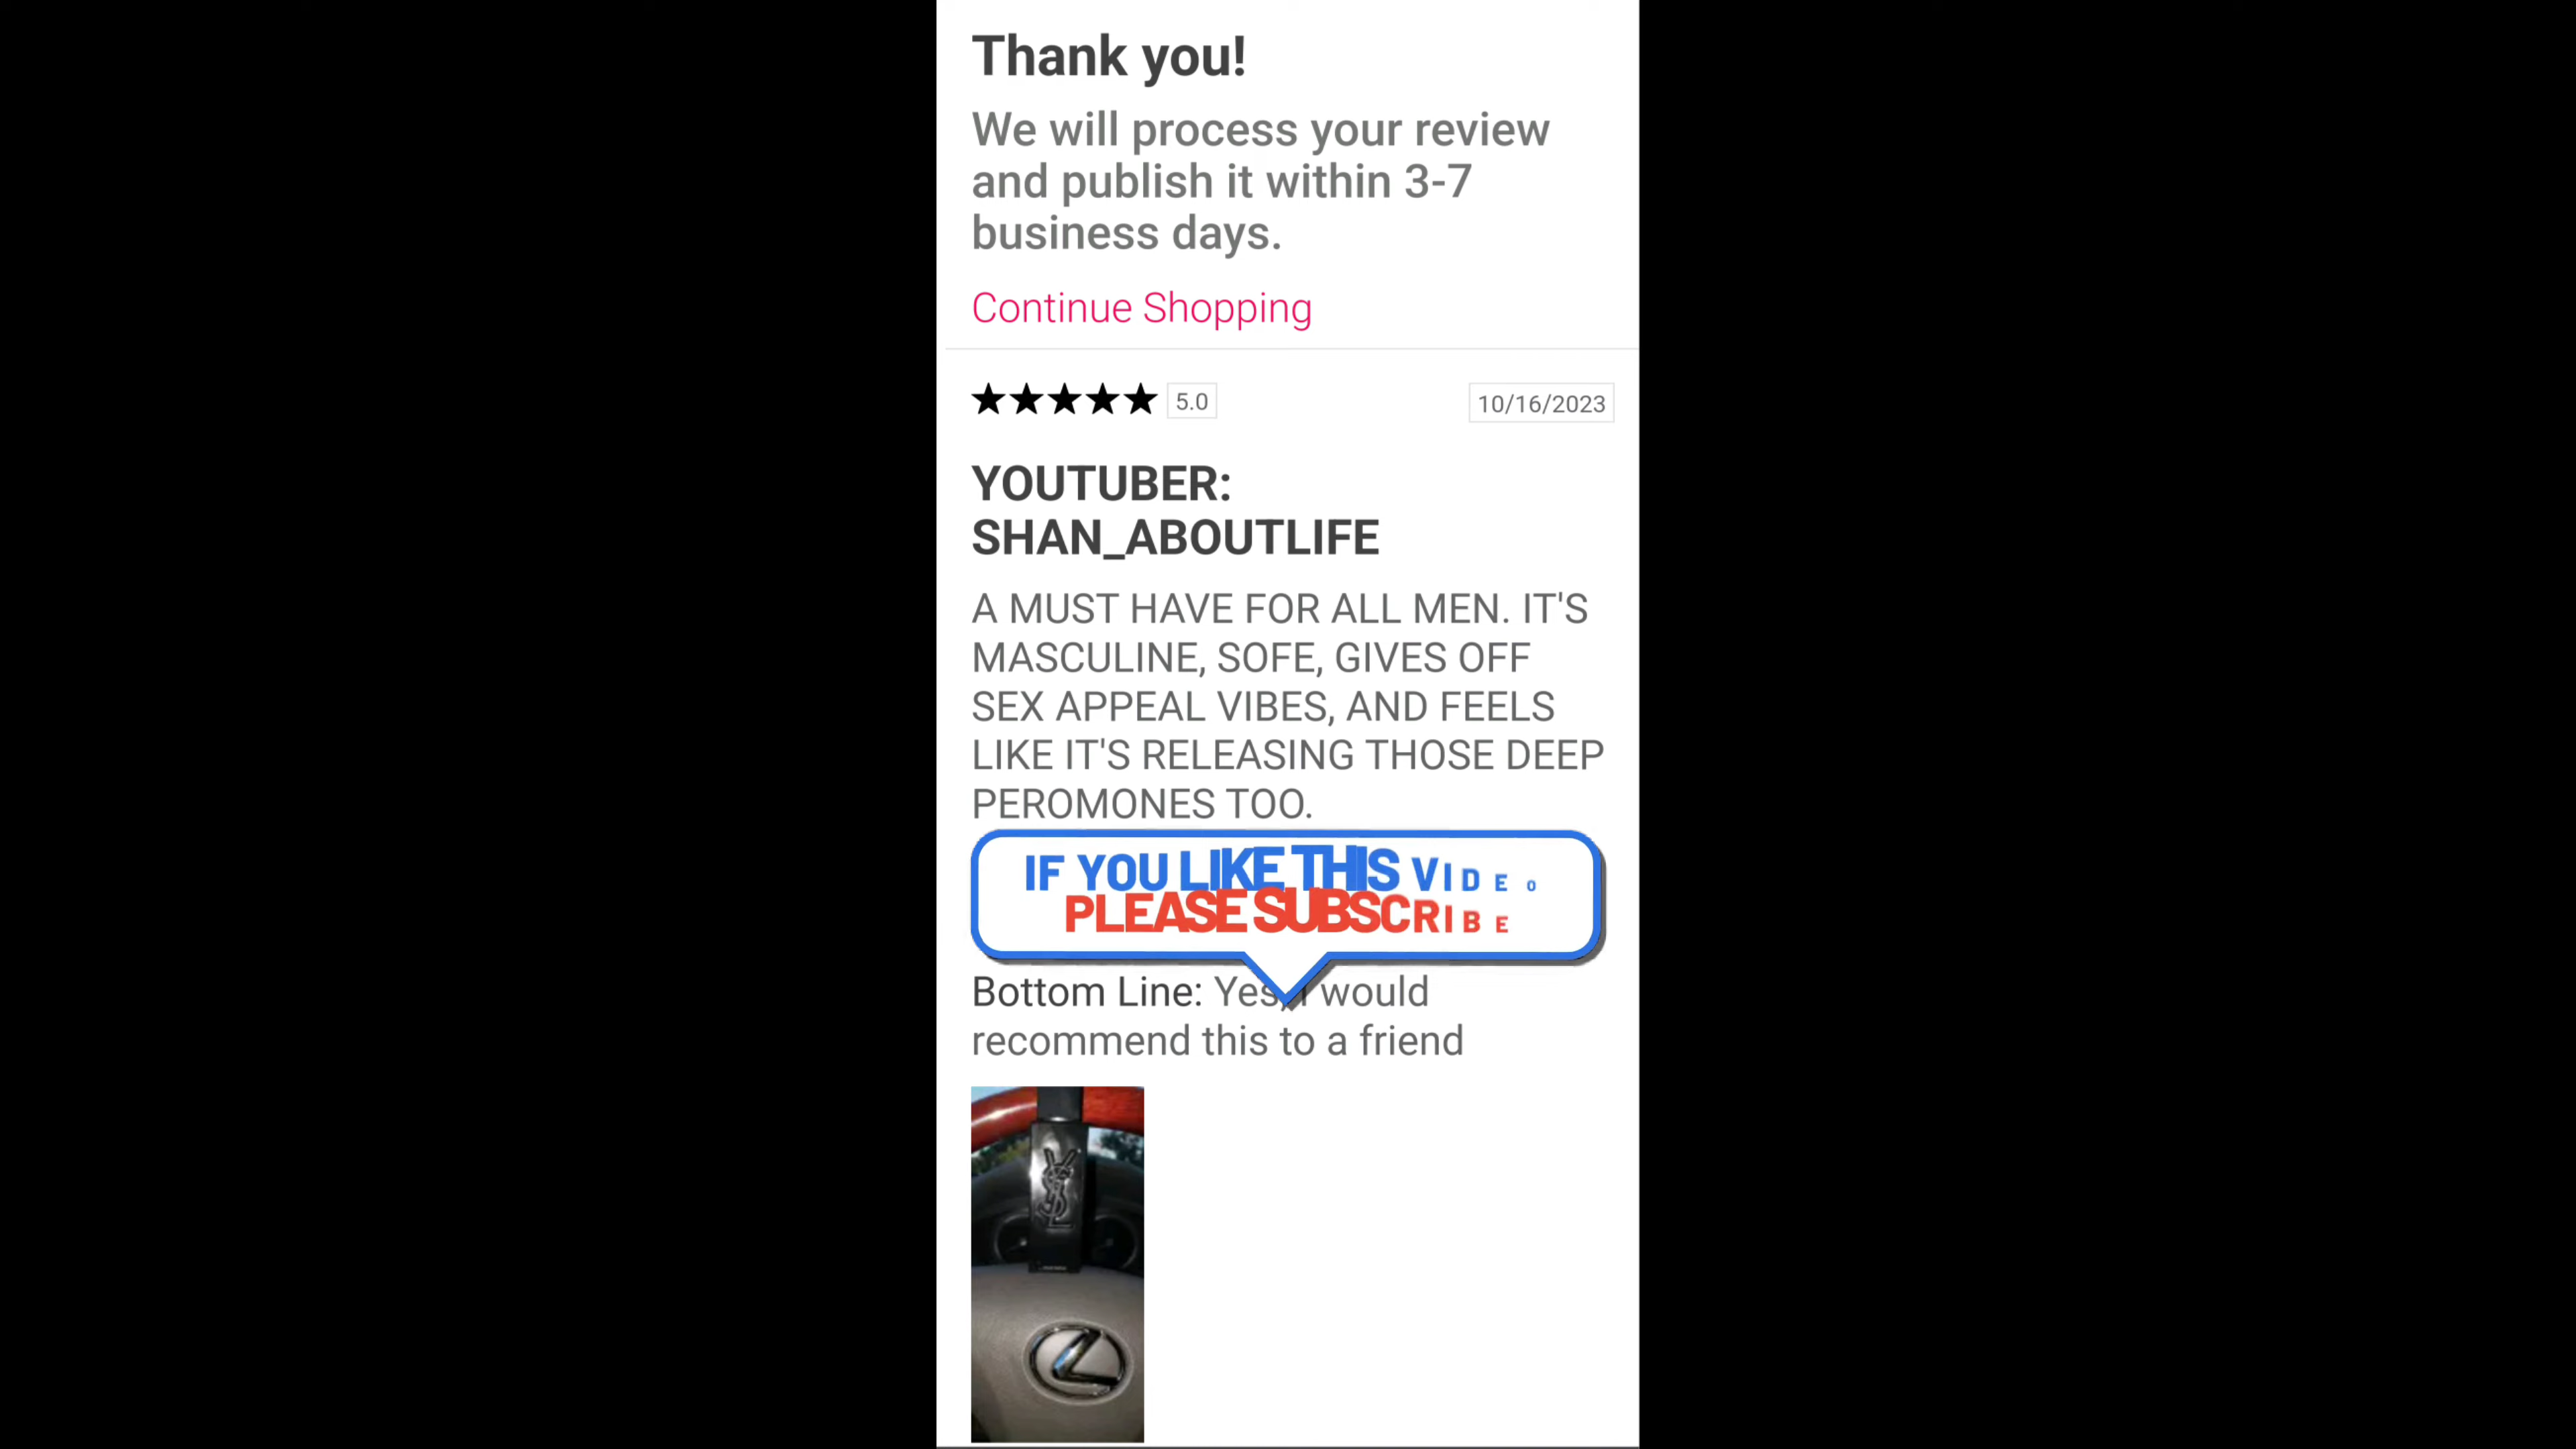 Thank you!
We will process your review
and publish it within 3-7
business days.
Continue Shopping
5.0
10/16/2023
YOUTUBER:
SHAN_ABOUTLIFE
A MUST HAVE FOR ALL MEN. IT'S
MASCULINE, SOFE, GIVES OFF
SEX APPEAL VIBES, AND FEELS
LIKE IT'S RELEASING THOSE DEEP
PEROMONES TOO.
IF YOU LIKE THIS VIDEO
PLEASE SUBSCRIBE
Bottom Line: Yes, I would
recommend this to a friend
YSL